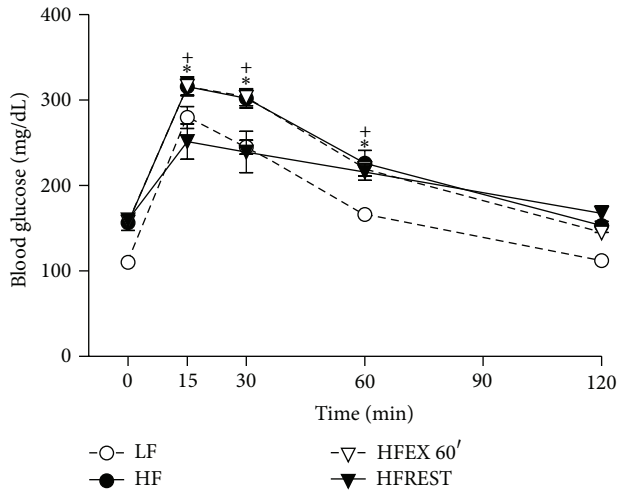 400
300
200
100
0
Blood glucose (mg/dL)
+ + +
* * *
0 15 30 60 90 120
Time (min)
LF HFEX 60′
HF HFREST